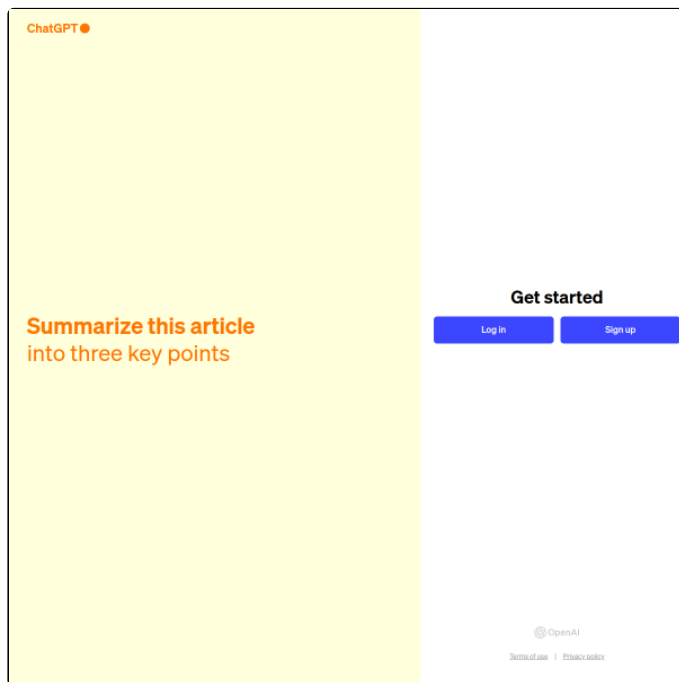 ChatGPT
Summarize this article
into three key points
Get started
Log in
Sign up
OpenAI
Terms of use | Privacy policy